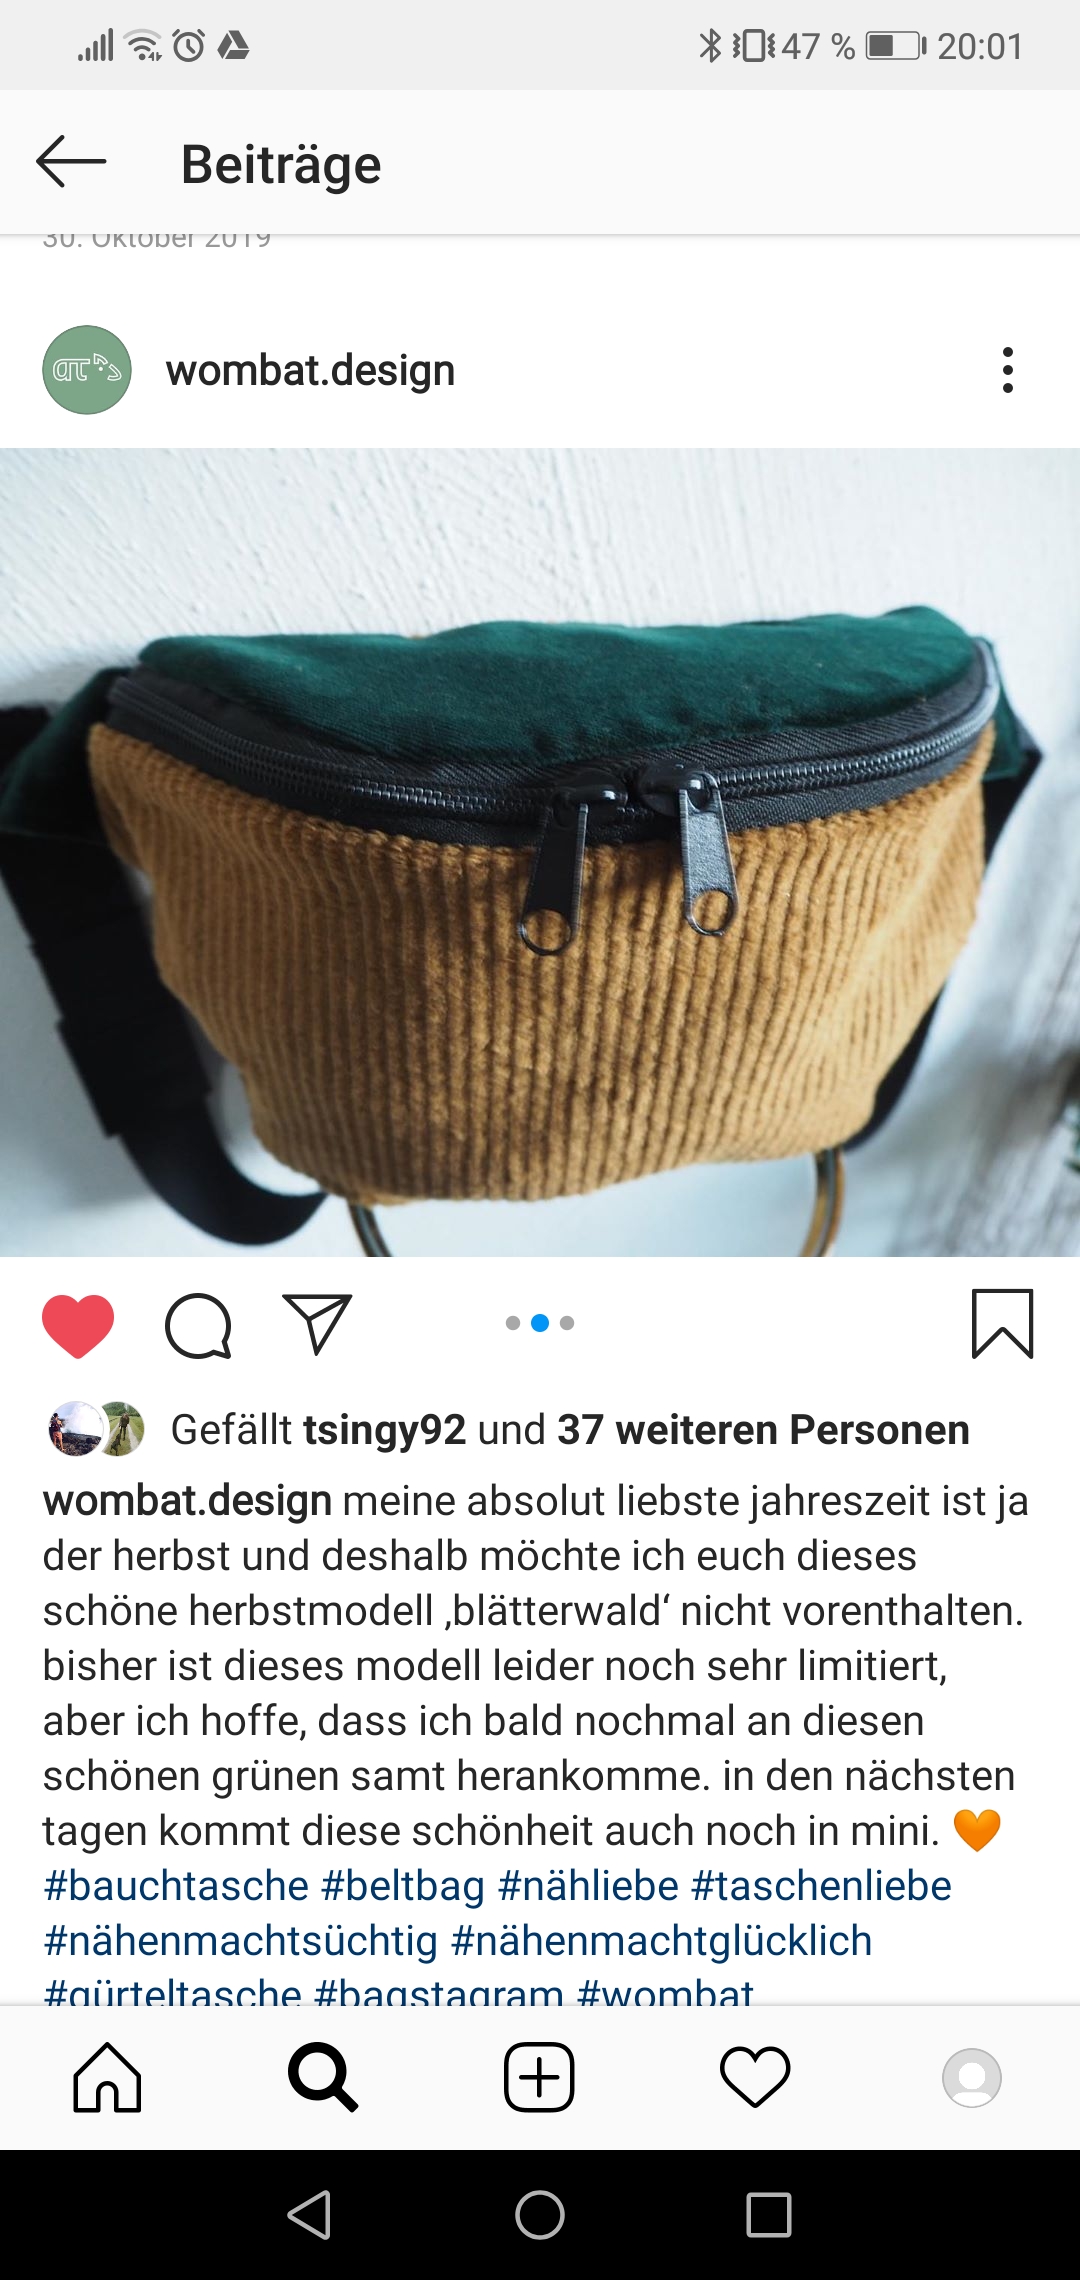 47 % 20:01
Beiträge
30. Oktober 2019
wombat.design
Gefällt tsingy92 und 37 weiteren Personen
wombat.design meine absolut liebste jahreszeit ist ja
der herbst und deshalb möchte ich euch dieses
schöne herbstmodell ‚blätterwald‘ nicht vorenthalten.
bisher ist dieses modell leider noch sehr limitiert,
aber ich hoffe, dass ich bald nochmal an diesen
schönen grünen samt herankomme. in den nächsten
tagen kommt diese schönheit auch noch in mini. 🧡
#bauchtasche #beltbag #nähliebe #taschenliebe
#nähenmachtsüchtig #nähenmachtglücklich
#gürteltasche #bagstagram #wombat